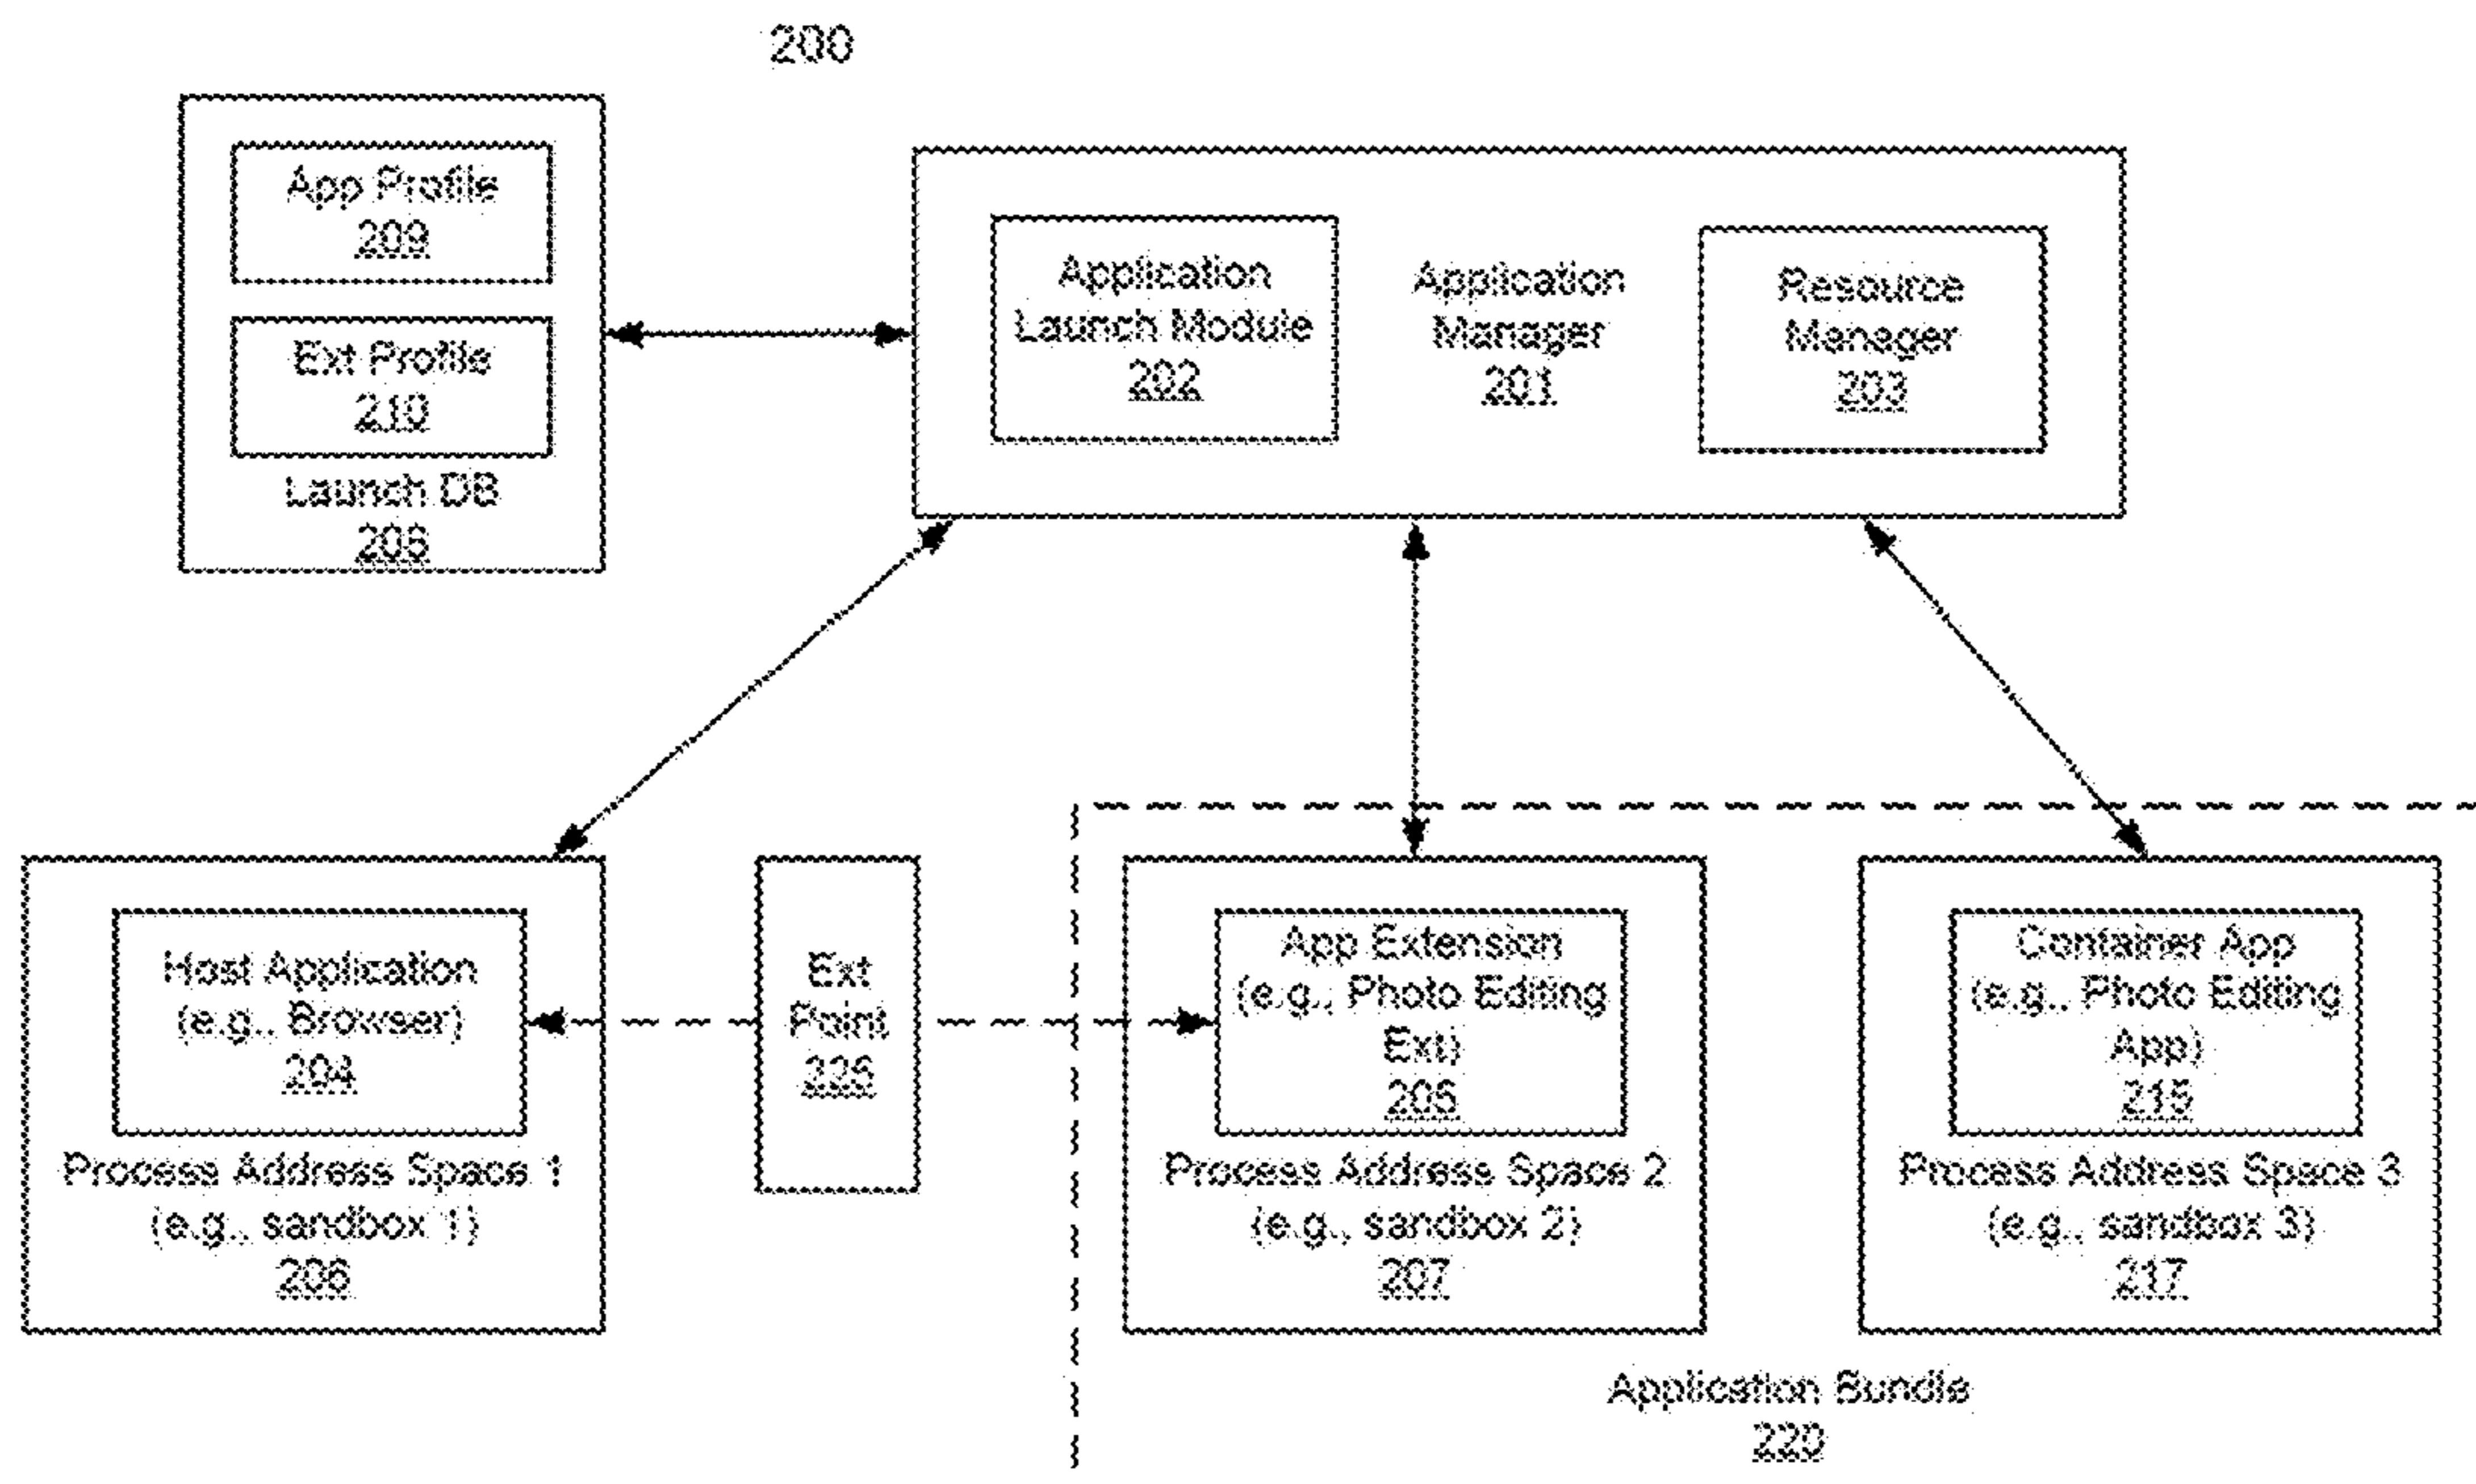 200
App Profile
209
Ext Profile
210
Launch DB
208
Application
Launch Module
202
Application
Manager
201
Resource
Manager
203
Host Application
(e.g., Browser)
204
Process Address Space 1
(e.g., sandbox 1)
206
Ext
Point
App Extension
(e.g., Photo Editing
Ext)
205
Process Address Space 2
(e.g., sandbox 2)
207
Container App
(e.g., Photo Editing
App)
215
Process Address Space 3
(e.g., sandbox 3)
217
Application Bundle
220